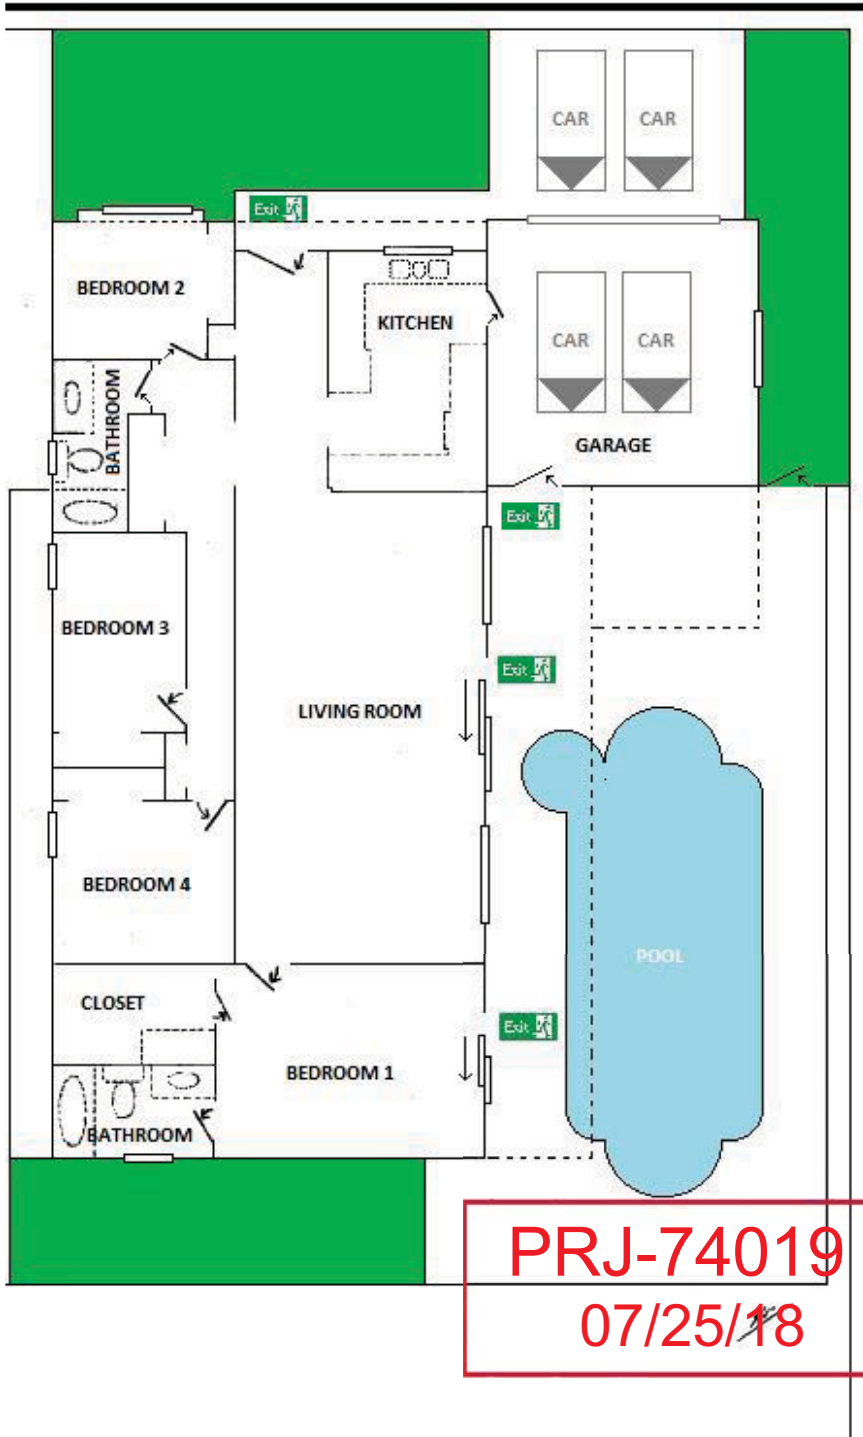 CAR
CAR
Exit
BEDROOM 2
KITCHEN
CAR
CAR
BATHROOM
GARAGE
Exit
BEDROOM 3
Exit
LIVING ROOM
BEDROOM 4
POOL
CLOSET
Exit
BEDROOM 1
BATHROOM
PRJ-74019
07/25/18